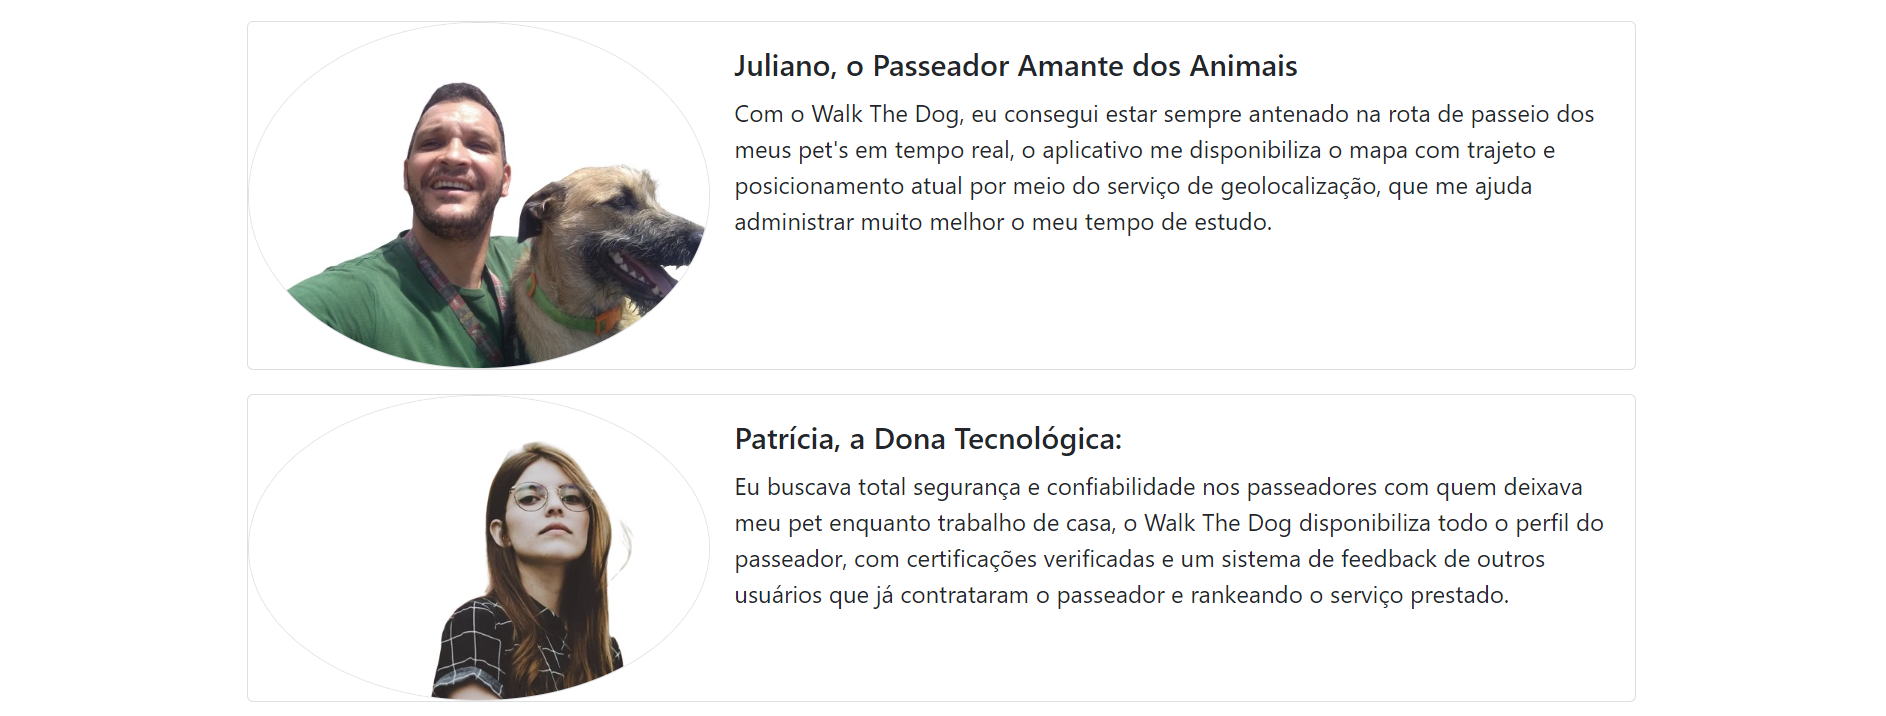 Juliano, o Passeador Amante dos Animais
Com o Walk The Dog, eu consegui estar sempre antenado na rota de passeio dos
meus pet's em tempo real, o aplicativo me disponibiliza o mapa com trajeto e
posicionamento atual por meio do serviço de geolocalização, que me ajuda
administrar muito melhor o meu tempo de estudo.
Patrícia, a Dona Tecnológica:
Eu buscava total segurança e confiabilidade nos passeadores com quem deixava
meu pet enquanto trabalho de casa, o Walk The Dog disponibiliza todo o perfil do
passeador, com certificações verificadas e um sistema de feedback de outros
usuários que já contrataram o passeador e rankeando o serviço prestado.